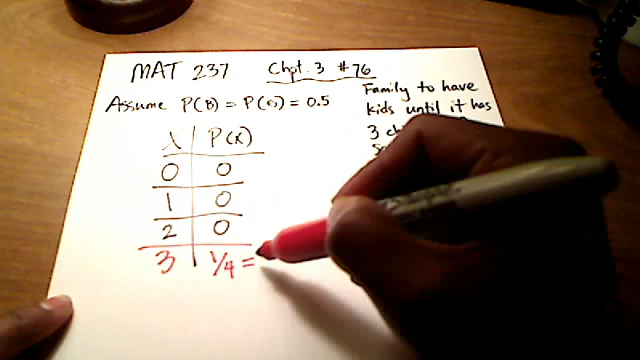 MAT 237 Chpt. 3 #76
Assume P(B) = P(G) = 0.5
Family to have
kids until it has
3
X P(X)
0 0
1 0
2 0
3 1/4 =